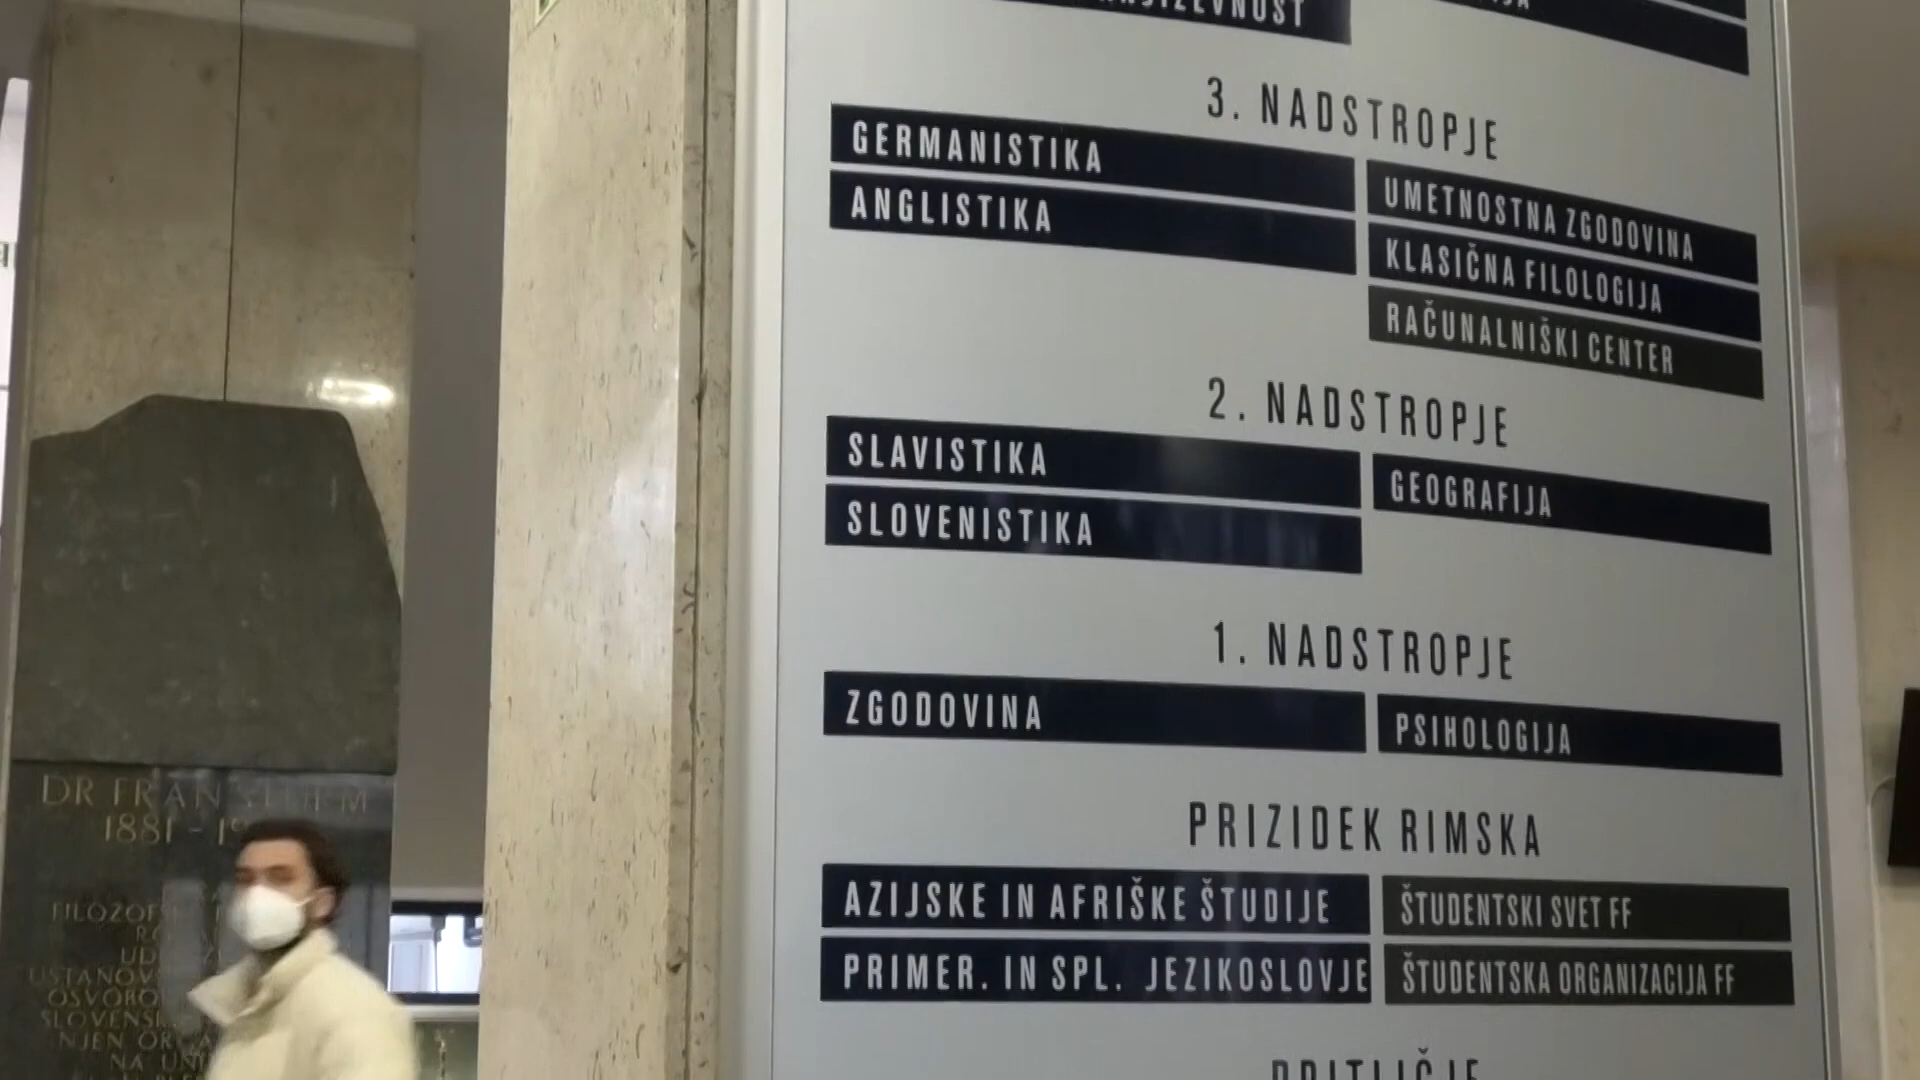 3. NADSTROPJE
GERMANISTIKA
ANGLISTIKA
UMETNOSTNA ZGODOVINA
KLASIČNA FILOLOGIJA
RAČUNALNIŠKI CENTER
2. NADSTROPJE
SLAVISTIKA
SLOVENISTIKA
GEOGRAFIJA
1. NADSTROPJE
ZGODOVINA
PSIHOLOGIJA
PRIZIDEK RIMSKA
AZIJSKE IN AFRIŠKE ŠTUDIJE
PRIMER. IN SPL. JEZIKOSLOVJE
ŠTUDENTSKI SVET FF
ŠTUDENTSKA ORGANIZACIJA FF
PRITLIČJE
DR FRAN
1881 - 
NJEN
NA